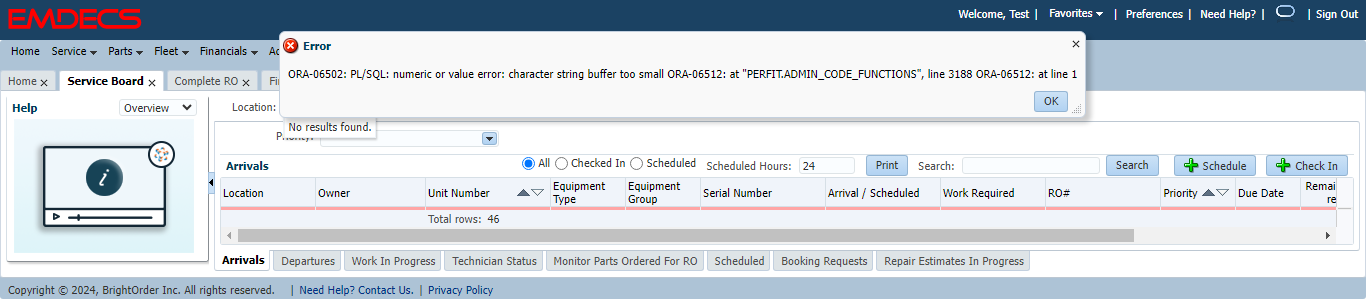 EMDECS
Welcome, Test | Favorites | Preferences | Need Help? | | Sign Out
Home Service Parts Fleet Financials
Error
ORA-06502: PL/SQL: numeric or value error: character string buffer too small ORA-06512: at "PERFIT.ADMIN_CODE_FUNCTIONS", line 3188 ORA-06512: at line 1
OK
Home Service Board Complete RO
Help Overview
Location:
No results found.
Arrivals All Checked In Scheduled Scheduled Hours: 24 Print Search: Search Schedule Check In
Location Owner Unit Number Equipment Type Equipment Group Serial Number Arrival / Scheduled Work Required RO# Priority Due Date
Total rows: 46
Arrivals Departures Work In Progress Technician Status Monitor Parts Ordered For RO Scheduled Booking Requests Repair Estimates In Progress
Copyright © 2024, BrightOrder Inc. All rights reserved. | Need Help? Contact Us. | Privacy Policy